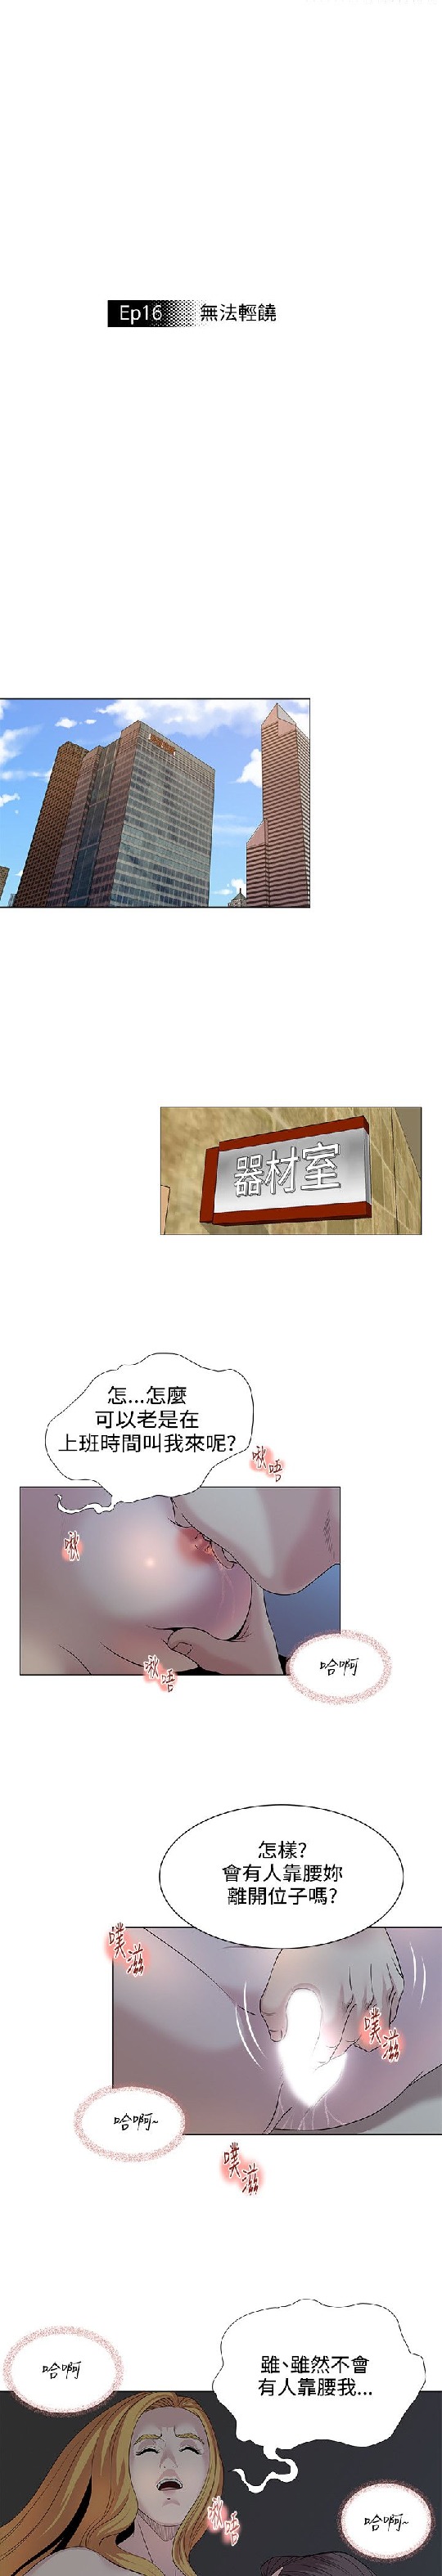 Ep16 無法輕饒
器材室
怎...怎麼
可以老是在
上班時間叫我來呢?
啾唔
啾
啾唔
哈啊
怎樣?
會有人靠腰妳
離開位子嗎?
噗滋
噗滋
哈啊~
噗滋
哈啊
雖、雖然不會
有人靠腰我...
啾唔
哈啊~